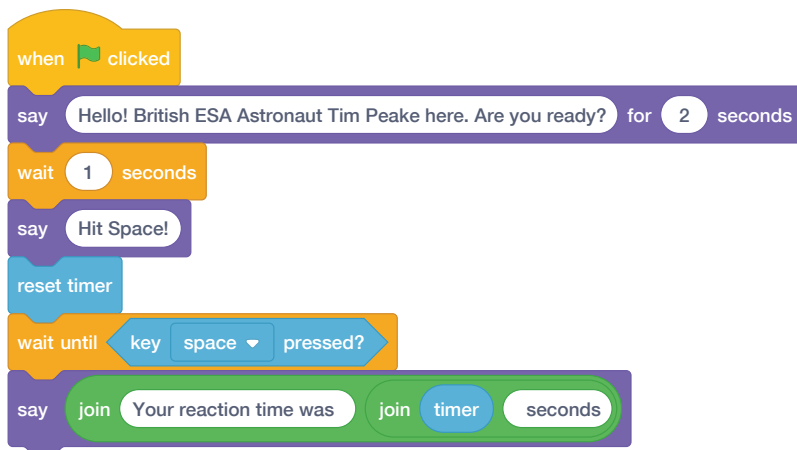 when clicked
say Hello! British ESA Astronaut Tim Peake here. Are you ready? for 2 seconds
wait 1 seconds
say Hit Space!
reset timer
wait until key space pressed?
say join Your reaction time was join timer seconds